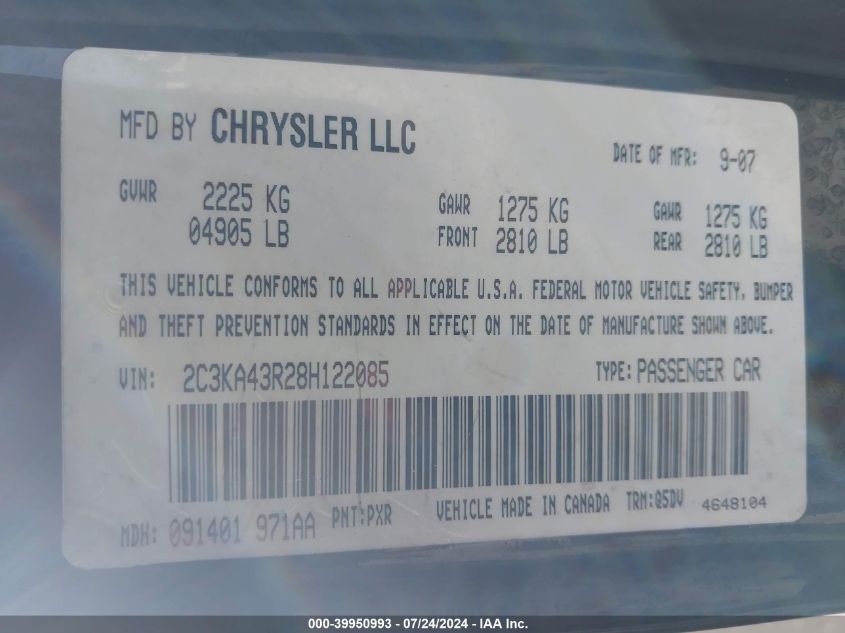 MFD BY CHRYSLER LLC
DATE OF MFR: 9-07
GVWR 2225 KG
04905 LB
GAWR 1275 KG
FRONT 2810 LB
GAWR 1275 KG
REAR 2810 LB
THIS VEHICLE CONFORMS TO ALL APPLICABLE U.S.A. FEDERAL MOTOR VEHICLE SAFETY, BUMPER
AND THEFT PREVENTION STANDARDS IN EFFECT ON THE DATE OF MANUFACTURE SHOWN ABOVE.
VIN: 2C3KA43R28H122085 TYPE: PASSENGER CAR
MDH: 091401 971AA PNT:PXR VEHICLE MADE IN CANADA TRM:Q5DV 4648104
000-39950993 - 07/24/2024 - IAA Inc.